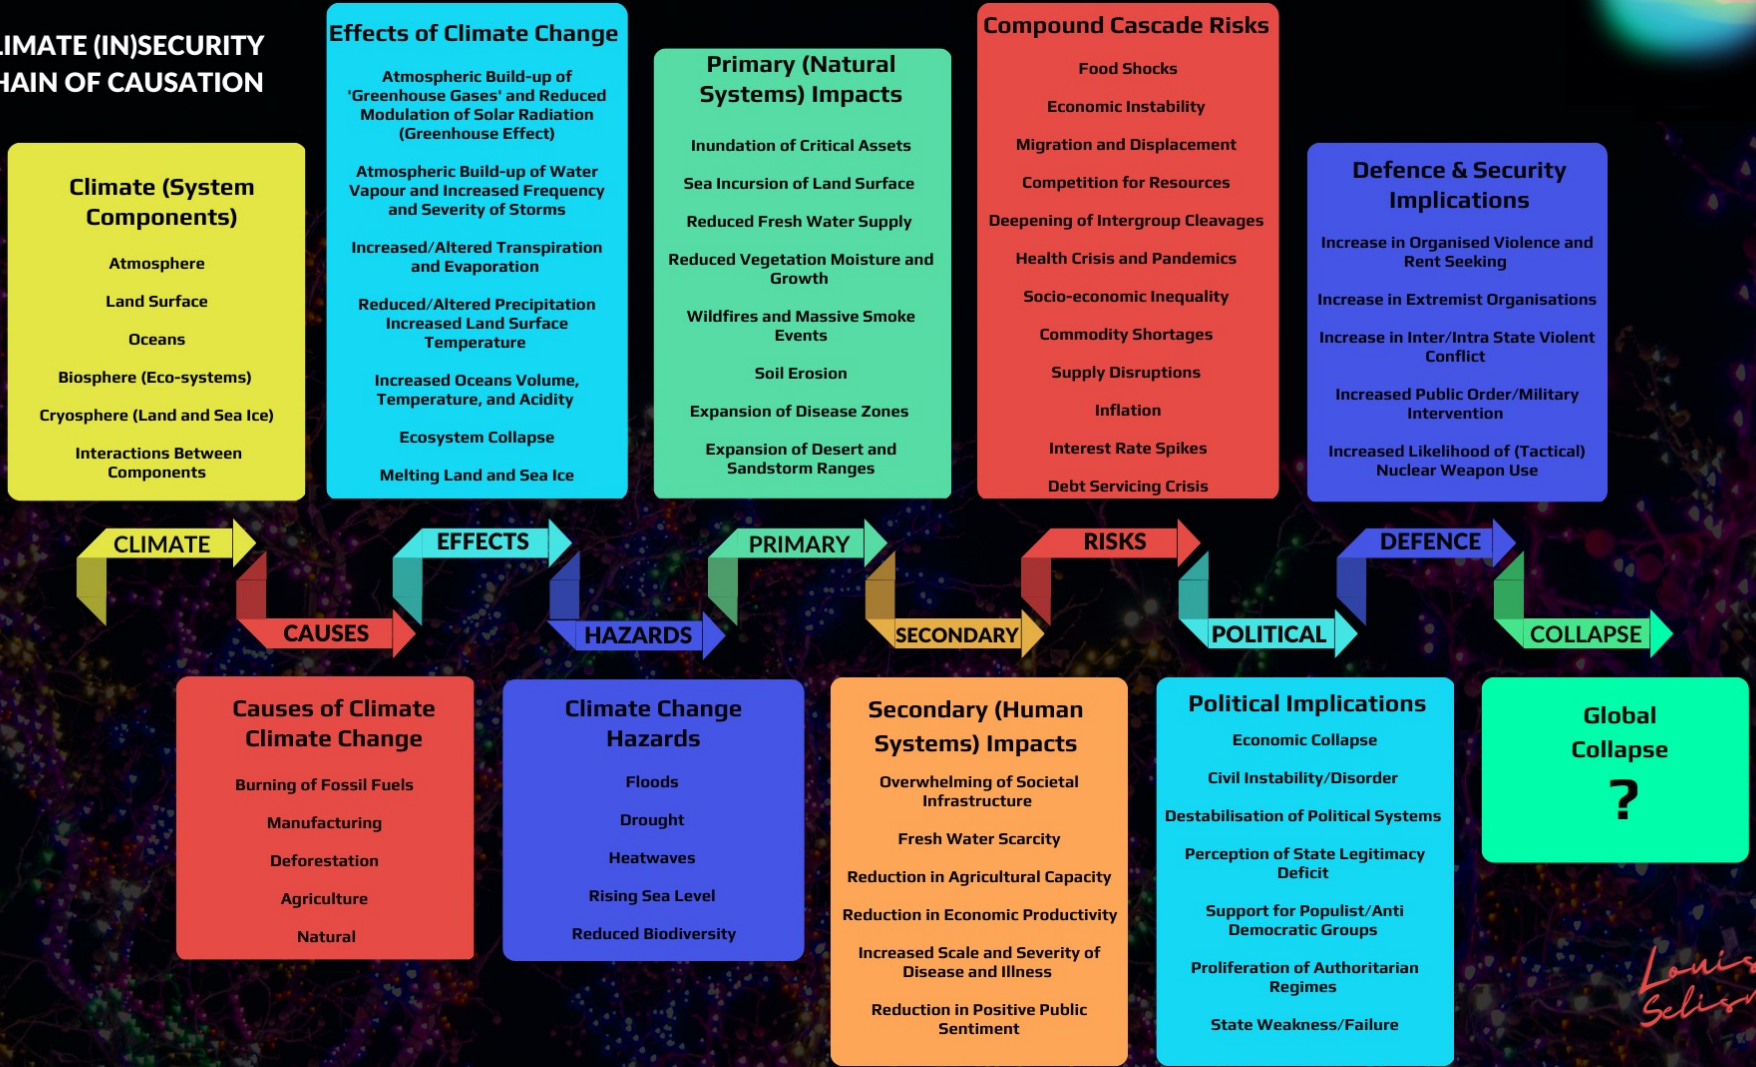 LIMATE (IN)SECURITY
HAIN OF CAUSATION
Climate (System
Components)
Atmosphere
Land Surface
Oceans
Biosphere (Eco-systems)
Cryosphere (Land and Sea Ice)
Interactions Between
Components
Effects of Climate Change
Atmospheric Build-up of
'Greenhouse Gases' and Reduced
Modulation of Solar Radiation
(Greenhouse Effect)
Atmospheric Build-up of Water
Vapour and Increased Frequency
and Severity of Storms
Increased/Altered Transpiration
and Evaporation
Reduced/Altered Precipitation
Increased Land Surface
Temperature
Increased Oceans Volume,
Temperature, and Acidity
Ecosystem Collapse
Melting Land and Sea Ice
Primary (Natural
Systems) Impacts
Inundation of Critical Assets
Sea Incursion of Land Surface
Reduced Fresh Water Supply
Reduced Vegetation Moisture and
Growth
Wildfires and Massive Smoke
Events
Soil Erosion
Expansion of Disease Zones
Expansion of Desert and
Sandstorm Ranges
Compound Cascade Risks
Food Shocks
Economic Instability
Migration and Displacement
Competition for Resources
Deepening of Intergroup Cleavages
Health Crisis and Pandemics
Socio-economic Inequality
Commodity Shortages
Supply Disruptions
Inflation
Interest Rate Spikes
Debt Servicing Crisis
Defence & Security
Implications
Increase in Organised Violence and
Rent Seeking
Increase in Extremist Organisations
Increase in Inter/Intra State Violent
Conflict
Increased Public Order/Military
Intervention
Increased Likelihood of (Tactical)
Nuclear Weapon Use
CLIMATE
CAUSES
EFFECTS
HAZARDS
PRIMARY
SECONDARY
RISKS
POLITICAL
DEFENCE
COLLAPSE
Causes of Climate
Climate Change
Burning of Fossil Fuels
Manufacturing
Deforestation
Agriculture
Natural
Climate Change
Hazards
Floods
Drought
Heatwaves
Rising Sea Level
Reduced Biodiversity
Secondary (Human
Systems) Impacts
Overwhelming of Societal
Infrastructure
Fresh Water Scarcity
Reduction in Agricultural Capacity
Reduction in Economic Productivity
Increased Scale and Severity of
Disease and Illness
Reduction in Positive Public
Sentiment
Political Implications
Economic Collapse
Civil Instability/Disorder
Destabilisation of Political Systems
Perception of State Legitimacy
Deficit
Support for Populist/Anti
Democratic Groups
Proliferation of Authoritarian
Regimes
State Weakness/Failure
Global
Collapse
?
Louis